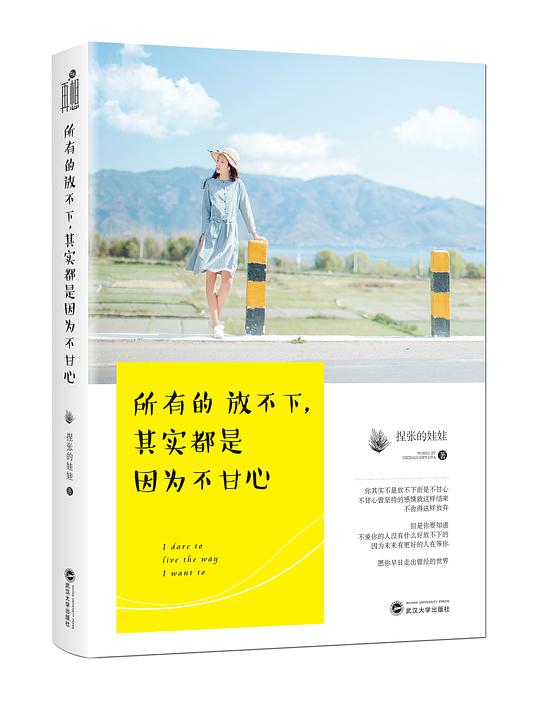 再想
所有的放不下，其实都是因为不甘心
捏张的娃娃 著
武汉大学出版社
所有的 放不下,
其实都是
因为不甘心
I dare to
live the way
I want to
捏张的娃娃
著
你其实不是放不下而是不甘心
不甘心曾坚持的感情就这样结束
不舍得这样放弃
但是你要知道
不爱你的人没有什么好放不下的
因为未来有更好的人在等你
愿你早日走出曾经的世界
WUHAN UNIVERSITY PRESS
武汉大学出版社